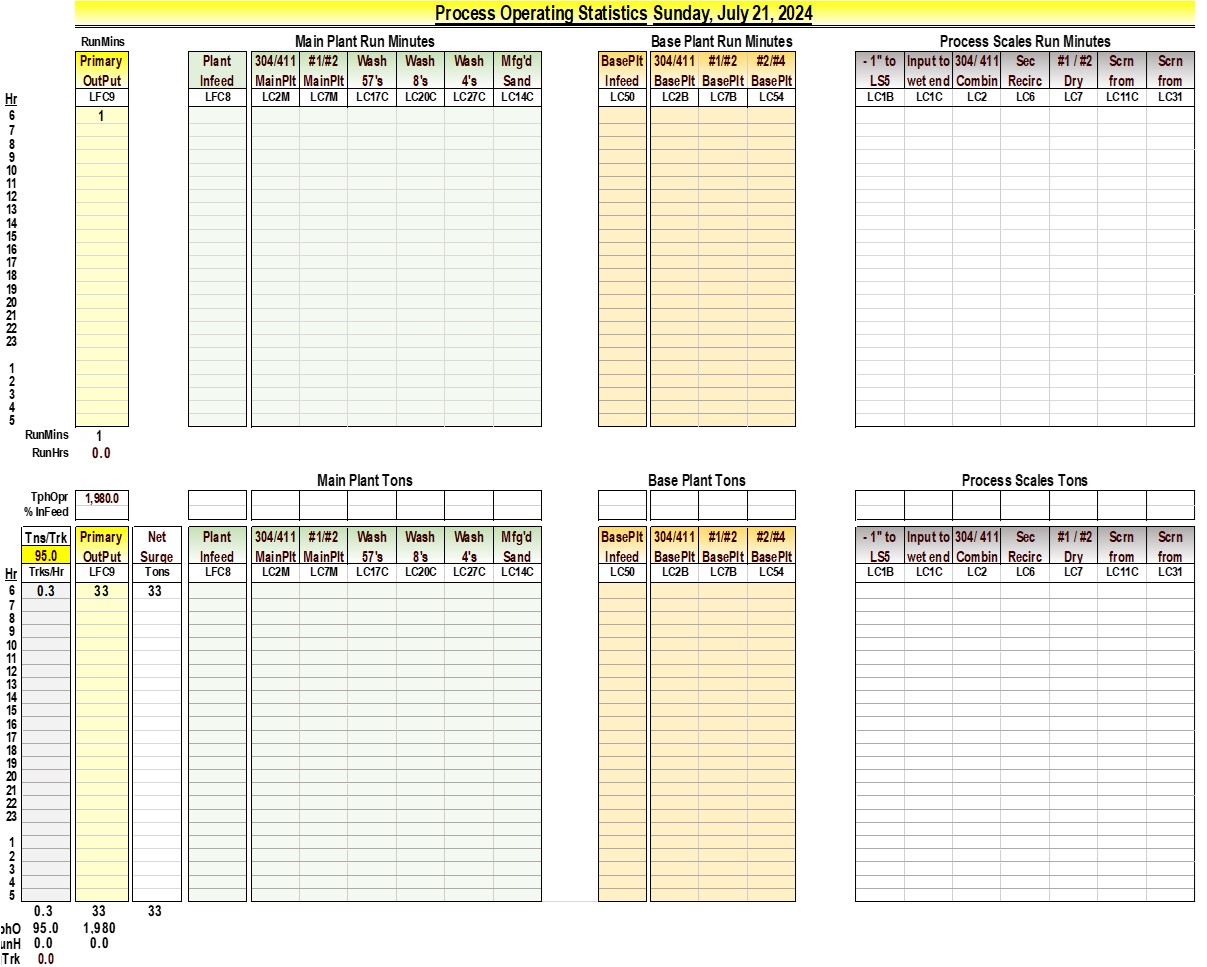 Process Operating Statistics Sunday, July 21, 2024
RunMins Main Plant Run Minutes Base Plant Run Minutes Process Scales Run Minutes
Primary Plant 304/411 #1/#2 Wash Wash Wash Mfg'd BasePlt 304/411 #1/#2 #2/#4 - 1" to Input to 304/ 411 Sec #1 / #2 Scrn Scrn
OutPut Infeed MainPlt MainPlt 57's 8's 4's Sand Infeed BasePlt BasePlt BasePlt LS5 wet end Combin Recirc Dry from from
Hr LFC9 LFC8 LC2M LC7M LC17C LC20C LC27C LC14C LC50 LC2B LC7B LC54 LC1B LC1C LC2 LC6 LC7 LC11C LC31
6 1
7
8
9
10
11
12
13
14
15
16
17
18
19
20
21
22
23
1
2
3
4
5
RunMins 1
RunHrs 0.0
Main Plant Tons Base Plant Tons Process Scales Tons
TphOpr 1,980.0
% InFeed
Tns/Trk Primary Net Plant 304/411 #1/#2 Wash Wash Wash Mfg'd BasePlt 304/411 #1/#2 #2/#4 - 1" to Input to 304/ 411 Sec #1 / #2 Scrn Scrn
95.0 OutPut Surge Infeed MainPlt MainPlt 57's 8's 4's Sand Infeed BasePlt BasePlt BasePlt LS5 wet end Combin Recirc Dry from from
Hr Trks/Hr LFC9 Tons LFC8 LC2M LC7M LC17C LC20C LC27C LC14C LC50 LC2B LC7B LC54 LC1B LC1C LC2 LC6 LC7 LC11C LC31
6 0.3 33 33
7
8
9
10
11
12
13
14
15
16
17
18
19
20
21
22
23
1
2
3
4
5
0.3 33 33
phO 95.0 1,980
unH 0.0 0.0
Trk 0.0